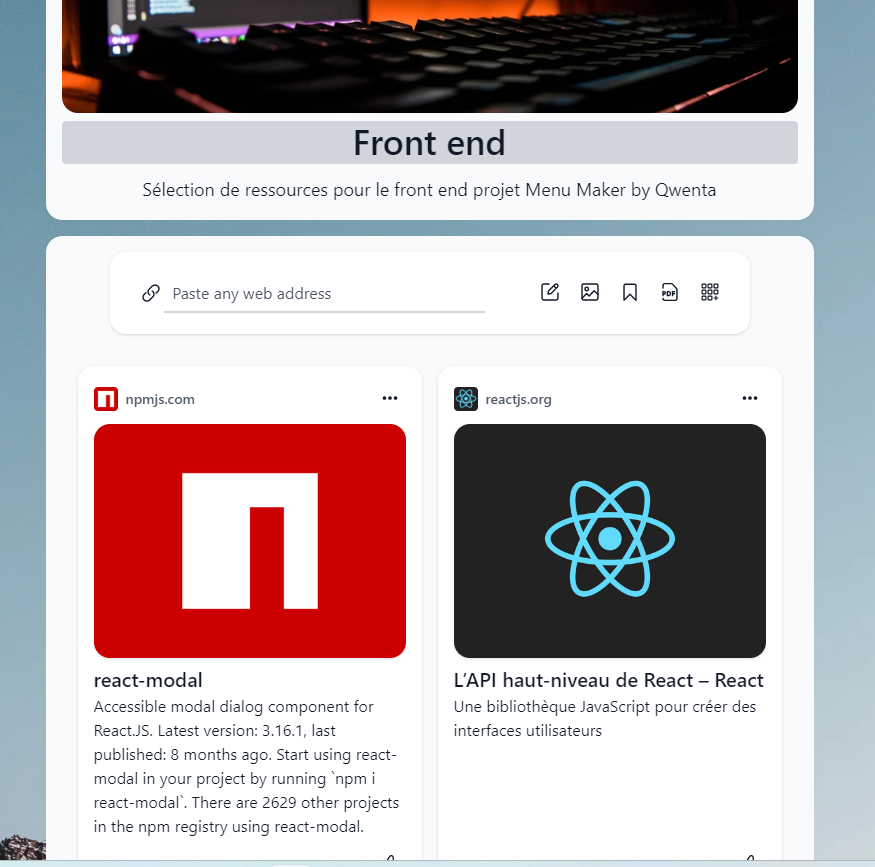 Front end
Sélection de ressources pour le front end projet Menu Maker by Qwenta
Paste any web address
PDF
npmjs.com
reactjs.org
react-modal
Accessible modal dialog component for
React.JS. Latest version: 3.16.1, last
published: 8 months ago. Start using react-
modal in your project by running `npm i
react-modal`. There are 2629 other projects
in the npm registry using react-modal.
L’API haut-niveau de React – React
Une bibliothèque JavaScript pour créer des
interfaces utilisateurs